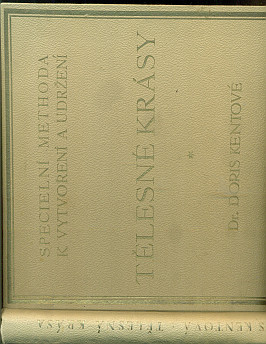 SPECIELNÍ METHODA
K VYTVOŘENÍ A UDRŽENÍ
TĚLESNÉ KRÁSY
*
Dr. DORIS KENTOVÉ
S KENTOVÁ · TĚLESNÁ KRÁSA